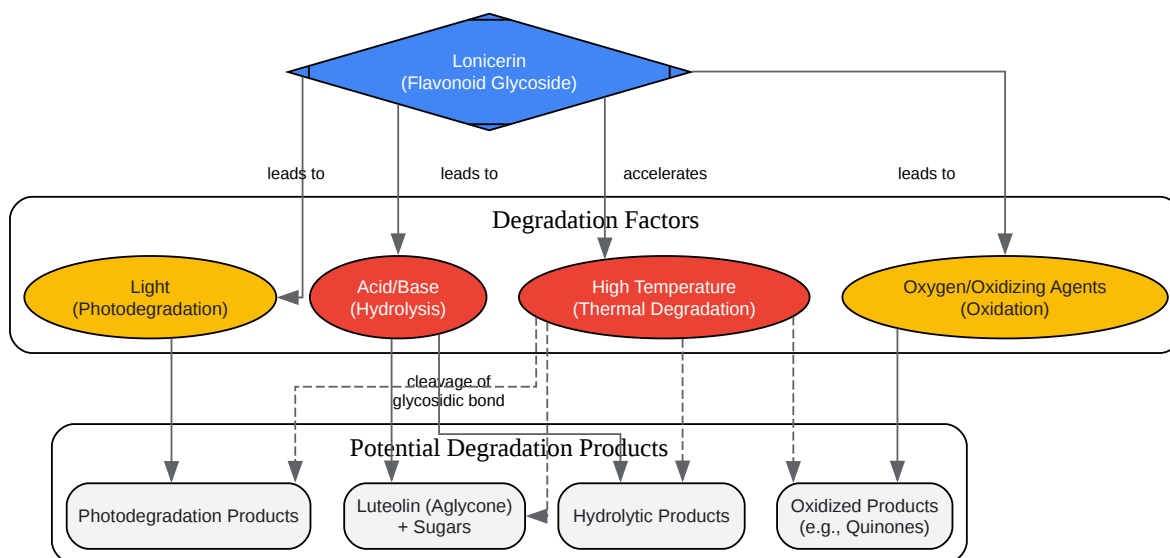 Lonicerin
(Flavonoid Glycoside)
leads to
leads to
accelerates
leads to
Degradation Factors
Light
(Photodegradation)
Acid/Base
(Hydrolysis)
High Temperature
(Thermal Degradation)
Oxygen/Oxidizing Agents
(Oxidation)
cleavage of
glycosidic bond
Potential Degradation Products
Photodegradation Products
Luteolin (Aglycone)
+ Sugars
Hydrolytic Products
Oxidized Products
(e.g., Quinones)